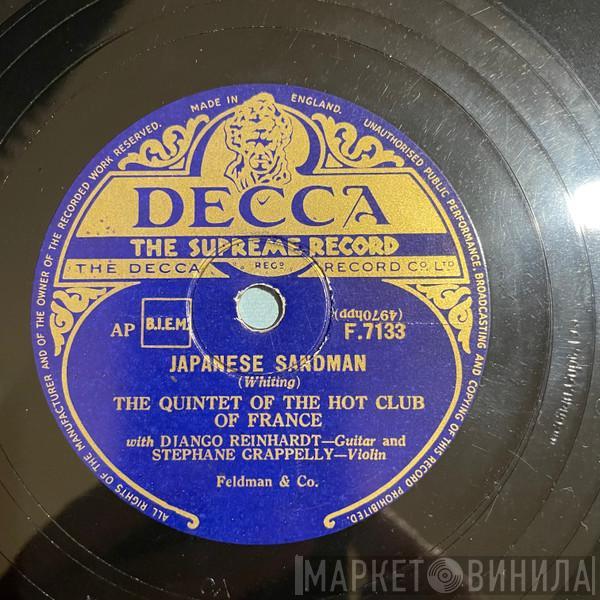 MADE IN ENGLAND.
ALL RIGHTS OF THE MANUFACTURER AND OF THE OWNER OF THE RECORDED WORK RESERVED.
UNAUTHORISED PUBLIC PERFORMANCE, BROADCASTING AND COPYING OF THIS RECORD PROHIBITED.
DECCA
THE SUPREME RECORD
THE DECCA REGD RECORD CO. LTD
AP B.I.E.M.
(4970hpp)
F.7133
JAPANESE SANDMAN
(Whiting)
THE QUINTET OF THE HOT CLUB
OF FRANCE
with DJANGO REINHARDT—Guitar and
STEPHANE GRAPPELLY—Violin
Feldman & Co.
МАРКЕТ ВИНИЛА